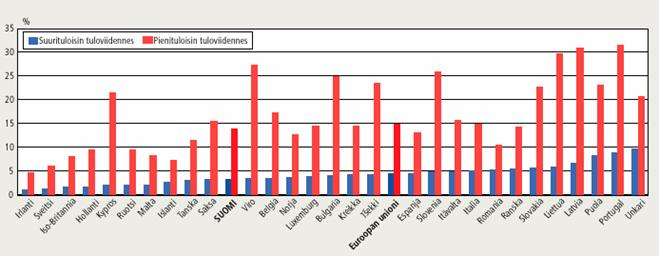 %
35
30
25
20
15
10
5
0
Suurituloisin tuloviidennes
Pienituloisin tuloviidennes
Irlanti
Sveitsi
Iso-Britannia
Hollanti
Kypros
Ruotsi
Malta
Islanti
Tanska
Saksa
SUOMI
Viro
Belgia
Norja
Luxemburg
Bulgaria
Kreikka
Tšekki
Euroopan unioni
Espanja
Slovenia
Itävalta
Italia
Romania
Ranska
Slovakia
Liettua
Latvia
Puola
Portugal
Unkari